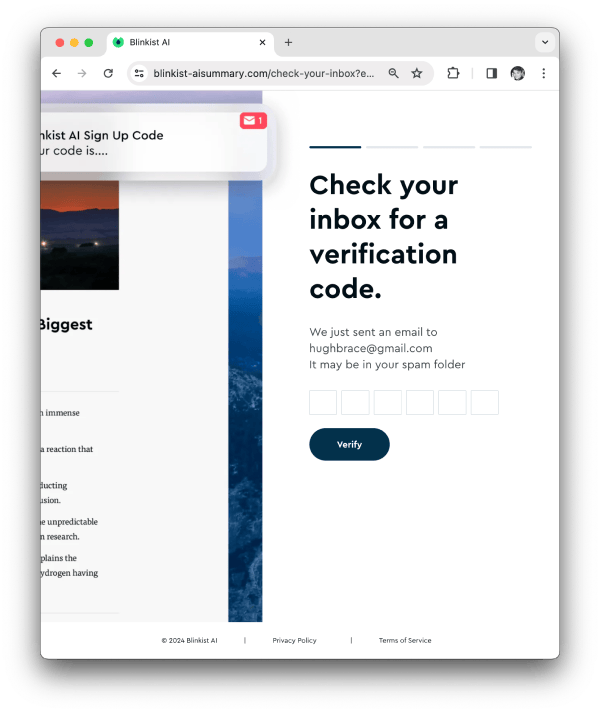 Blinkist AI
blinkist-aisummary.com/check-your-inbox?e...
1
nkist AI Sign Up Code
ur code is....
Biggest
n immense
a reaction that
ducting
usion.
e unpredictable
n research.
plains the
ydrogen having
Check your
inbox for a
verification
code.
We just sent an email to
hughbrace@gmail.com
It may be in your spam folder
Verify
© 2024 Blinkist AI | Privacy Policy | Terms of Service